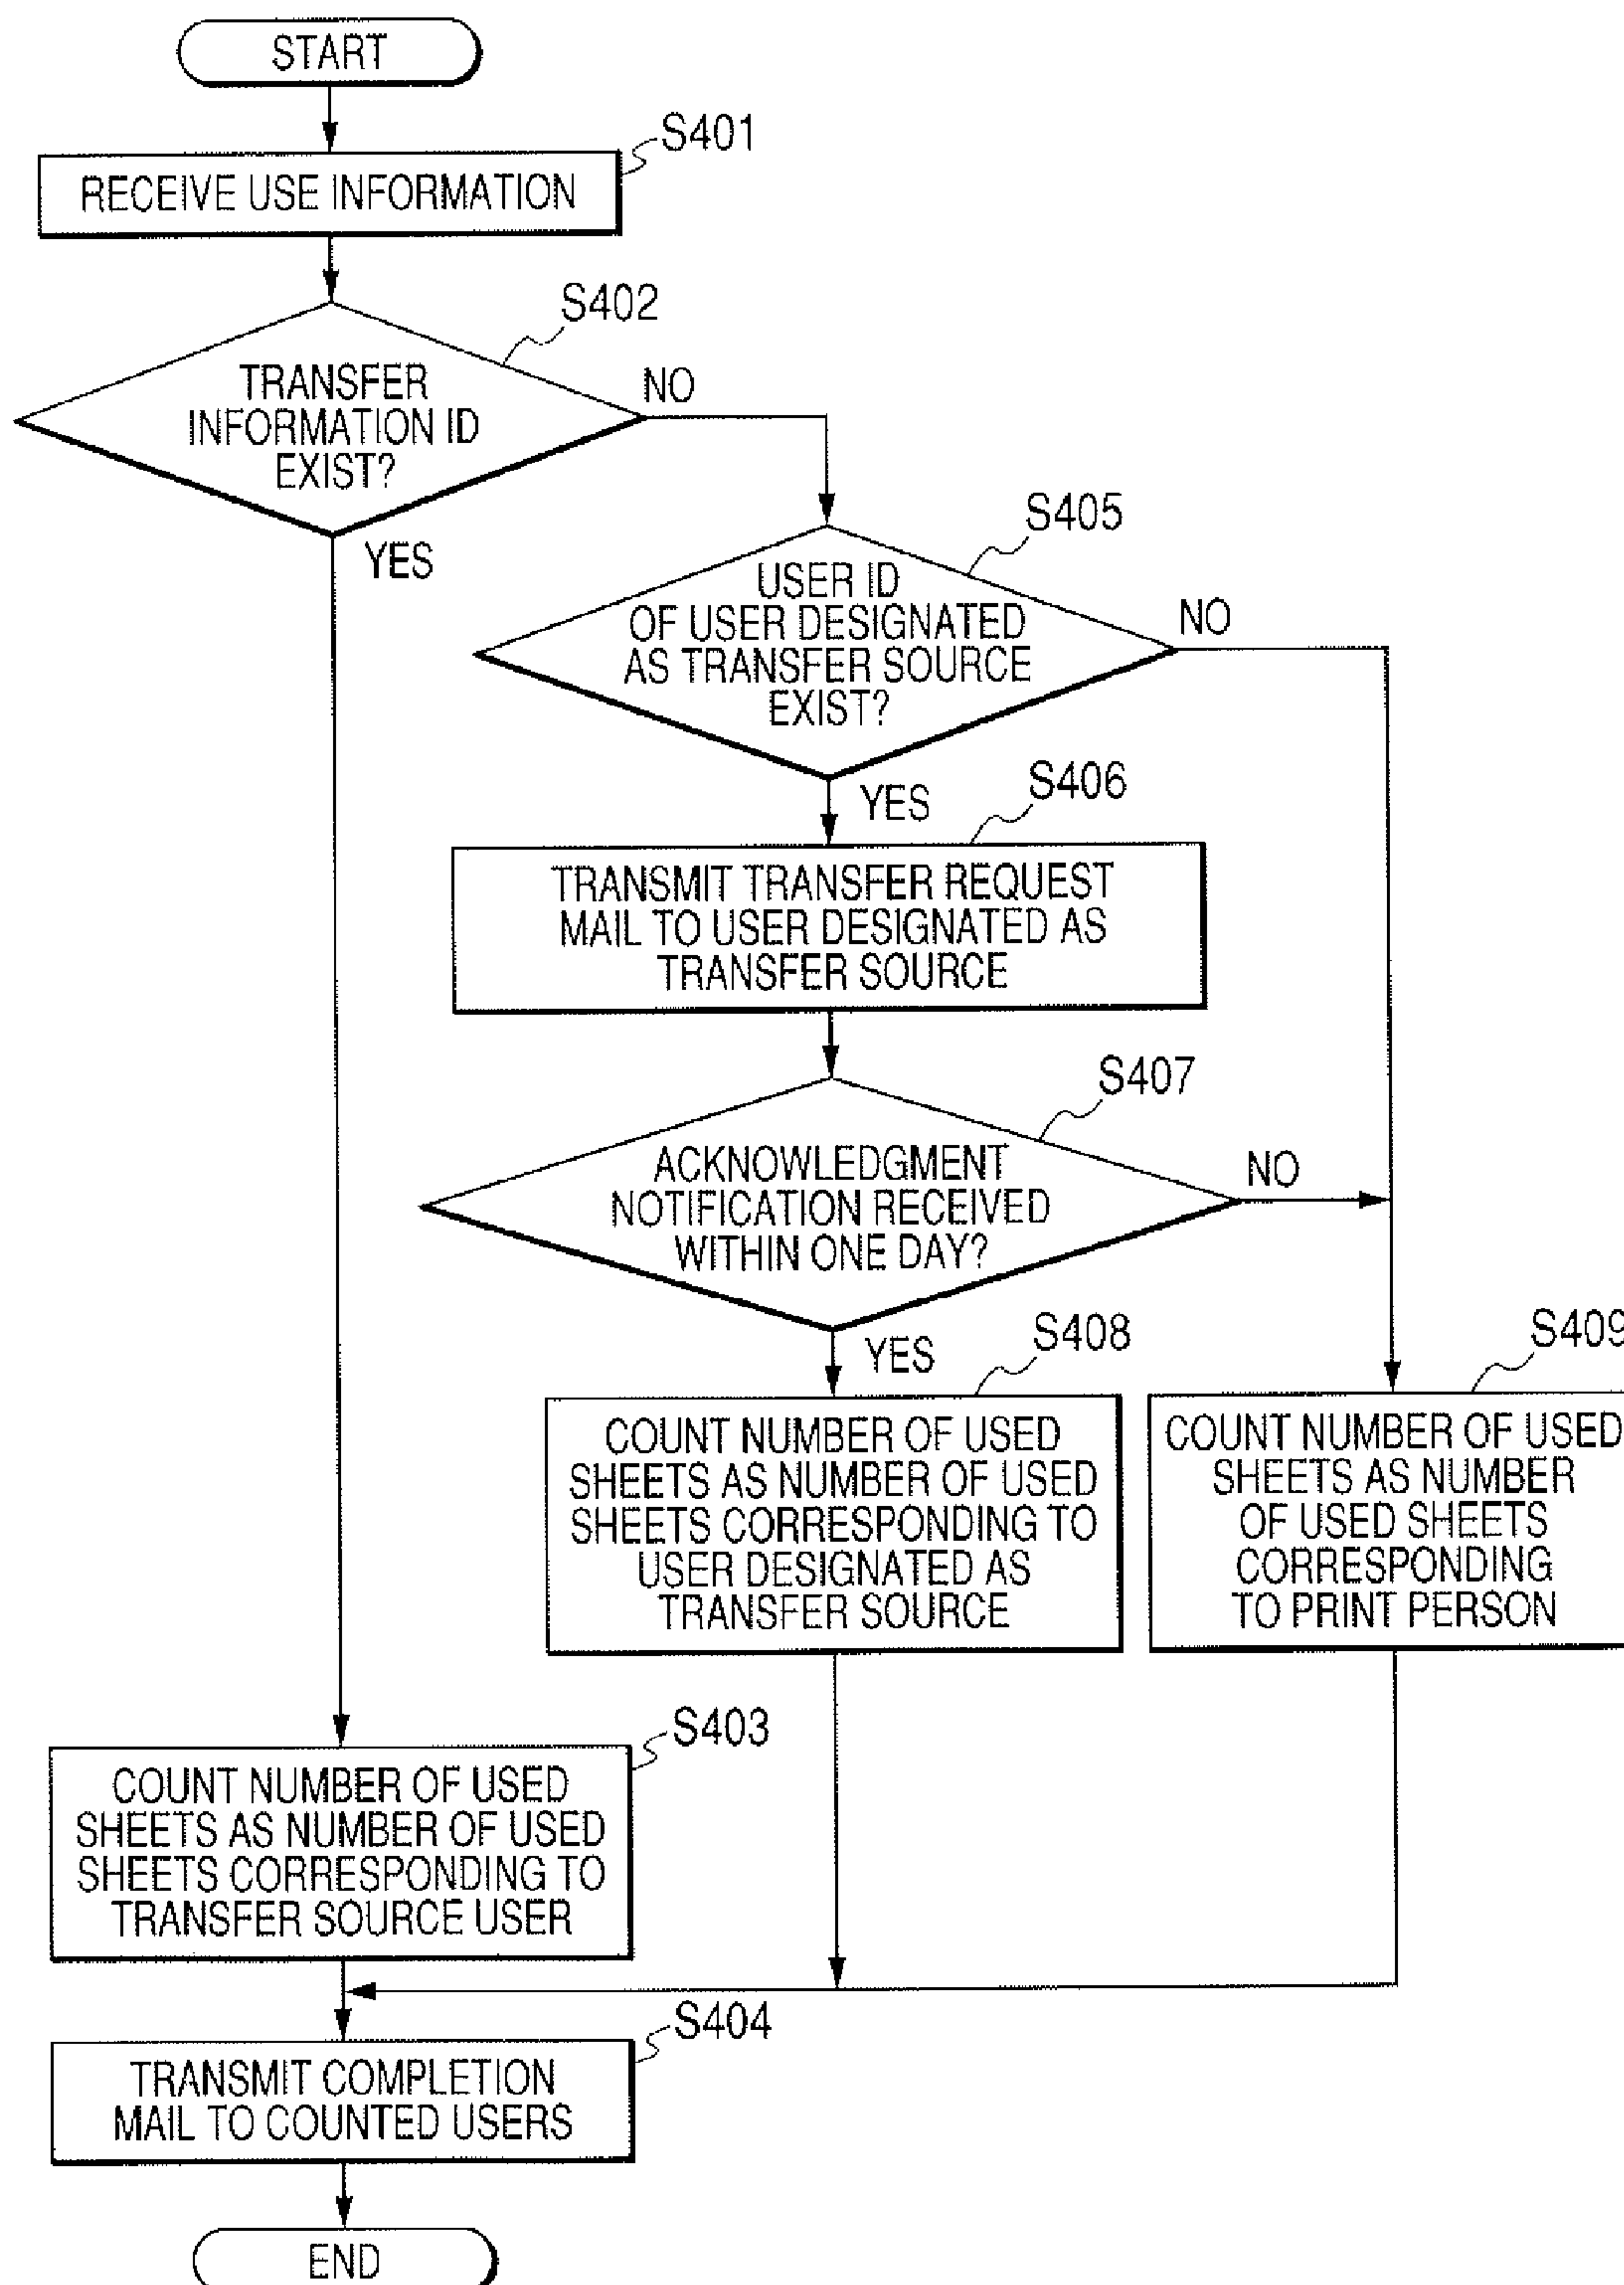 START
S401
RECEIVE USE INFORMATION
S402
TRANSFER
INFORMATION ID
EXIST?
NO
YES
S405
USER ID
OF USER DESIGNATED
AS TRANSFER SOURCE
EXIST?
NO
YES
S406
TRANSMIT TRANSFER REQUEST
MAIL TO USER DESIGNATED AS
TRANSFER SOURCE
S407
ACKNOWLEDGMENT
NOTIFICATION RECEIVED
WITHIN ONE DAY?
NO
YES
S408
COUNT NUMBER OF USED
SHEETS AS NUMBER OF USED
SHEETS CORRESPONDING TO
USER DESIGNATED AS
TRANSFER SOURCE
S409
COUNT NUMBER OF USED
SHEETS AS NUMBER
OF USED SHEETS
CORRESPONDING
TO PRINT PERSON
S403
COUNT NUMBER OF USED
SHEETS AS NUMBER OF USED
SHEETS CORRESPONDING TO
TRANSFER SOURCE USER
S404
TRANSMIT COMPLETION
MAIL TO COUNTED USERS
END